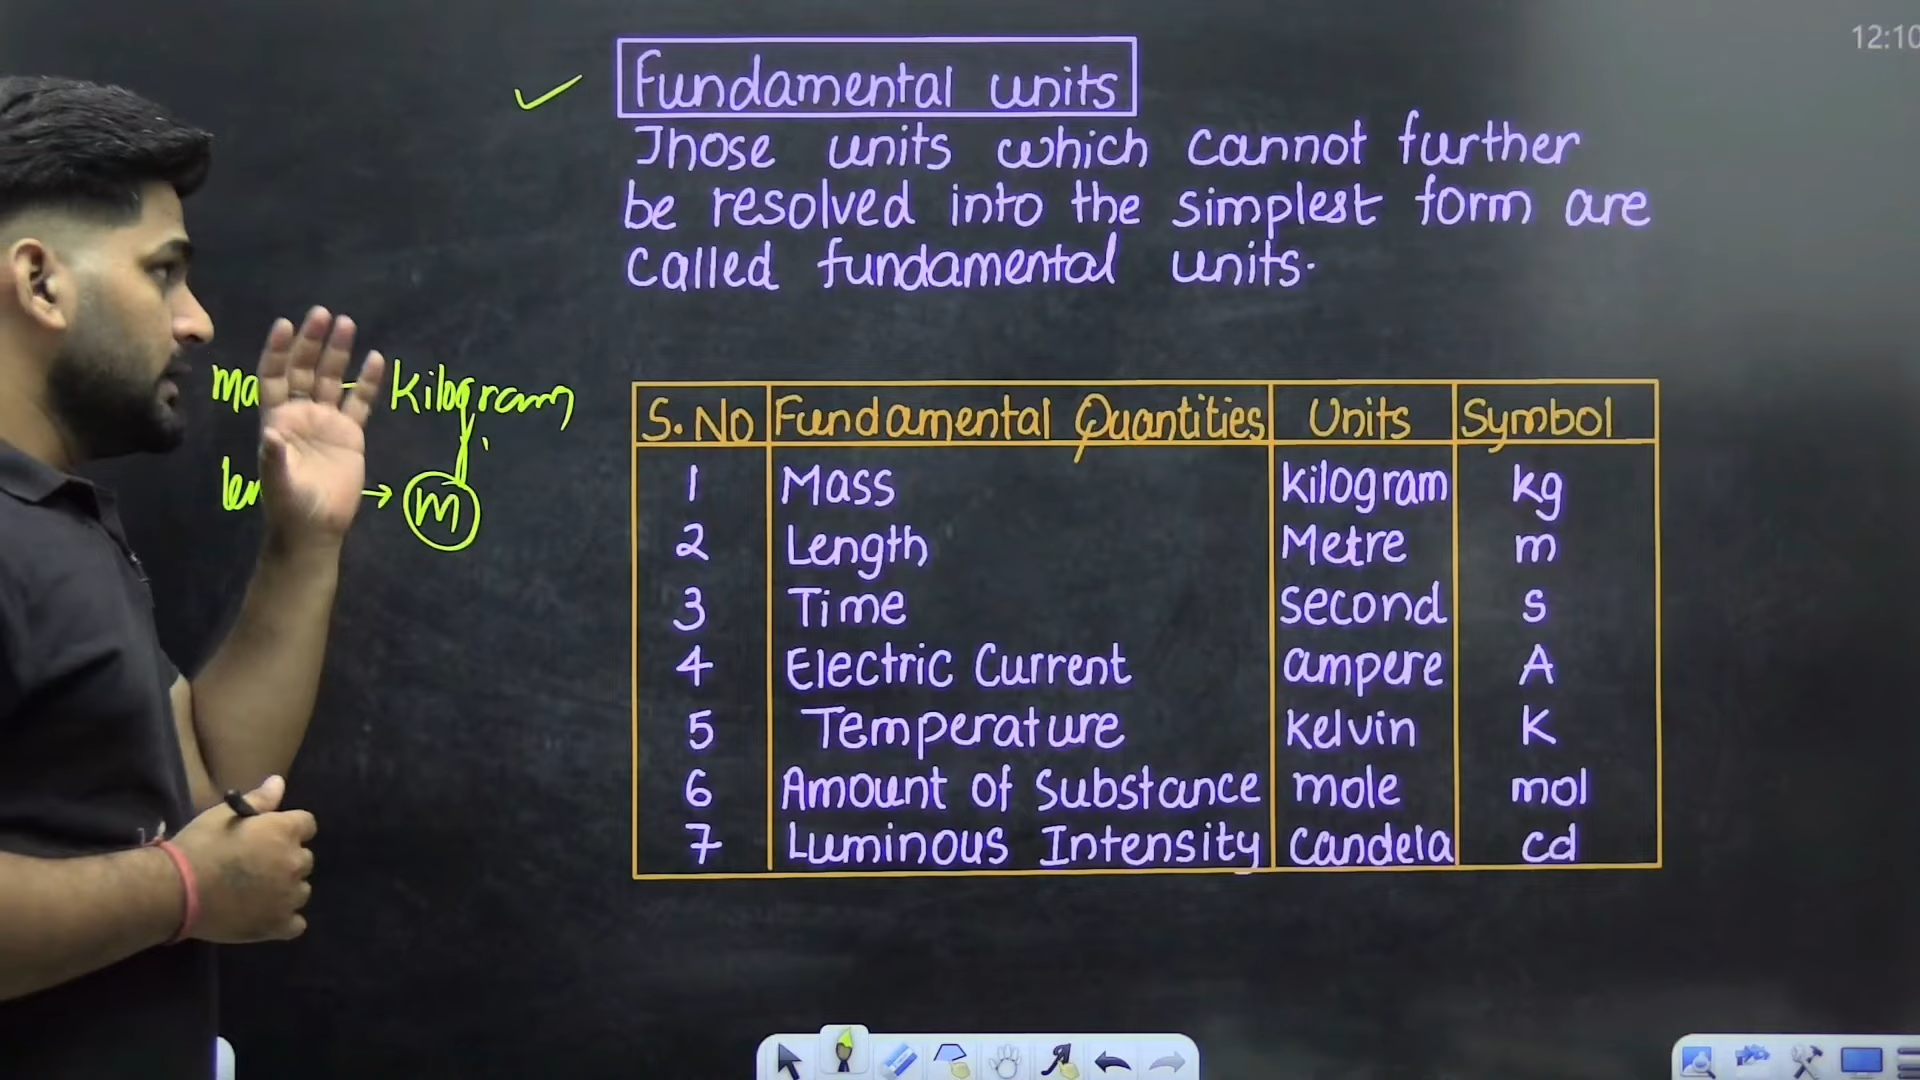 12:10
Fundamental units
Those units which cannot further
be resolved into the simplest form are
called fundamental units.
Kilogram
m
S.No Fundamental Quantities Units Symbol
1 Mass Kilogram kg
2 Length Metre m
3 Time Second s
4 Electric Current ampere A
5 Temperature Kelvin K
6 Amount of Substance mole mol
7 Luminous Intensity Candela cd